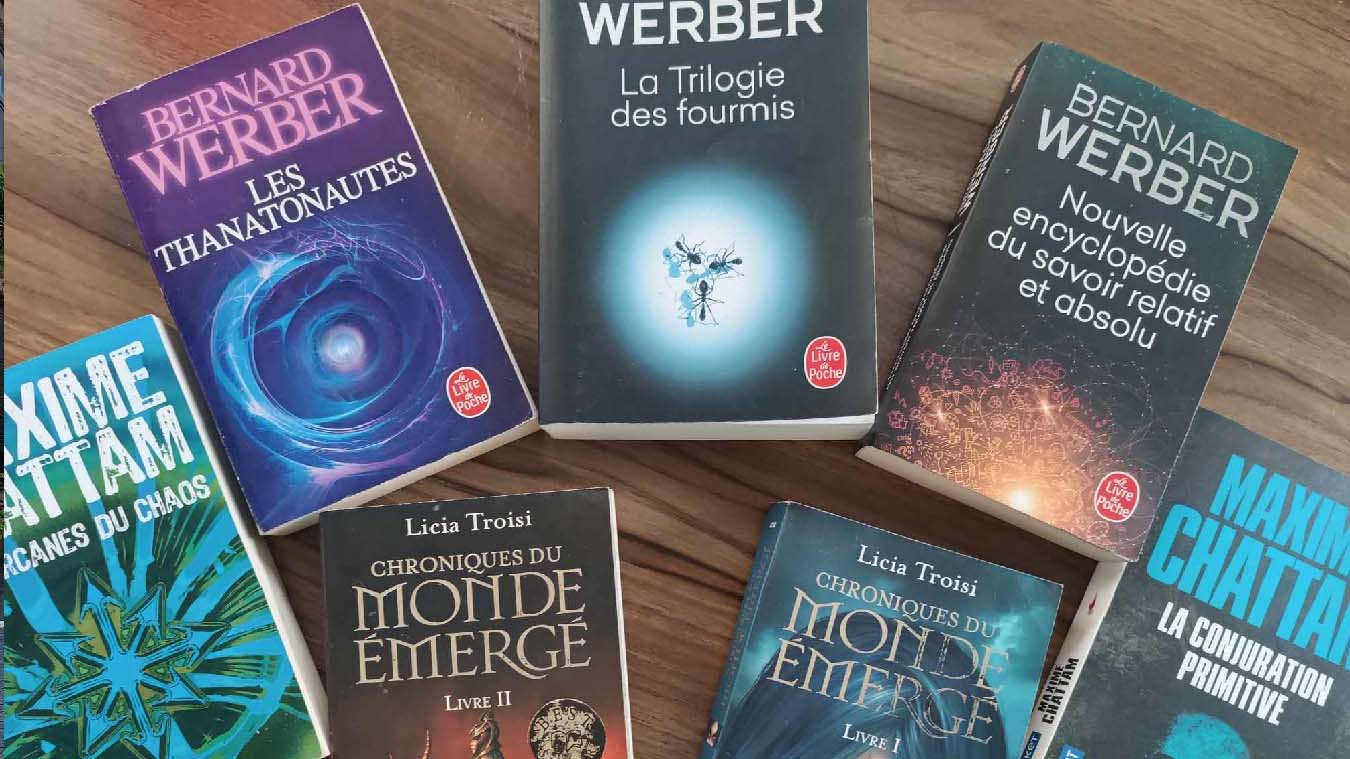 BERNARD
WERBER
LES
THANATONAUTES
Le
Livre
de
Poche
WERBER
La Trilogie
des fourmis
Le
Livre
de
Poche
BERNARD
WERBER
Nouvelle
encyclopédie
du savoir relatif
et absolu
Le
Livre
de
Poche
XIME
ATTAM
RCANES DU CHAOS
Licia Troisi
CHRONIQUES DU
MONDE
ÉMERGÉ
LIVRE II
BEST
Licia Troisi
CHRONIQUES DU
MONDE
ÉMERGÉ
LIVRE I
MAXIME
CHATTAM
MAXIM
CHATTA
LA CONJURATION
PRIMITIVE